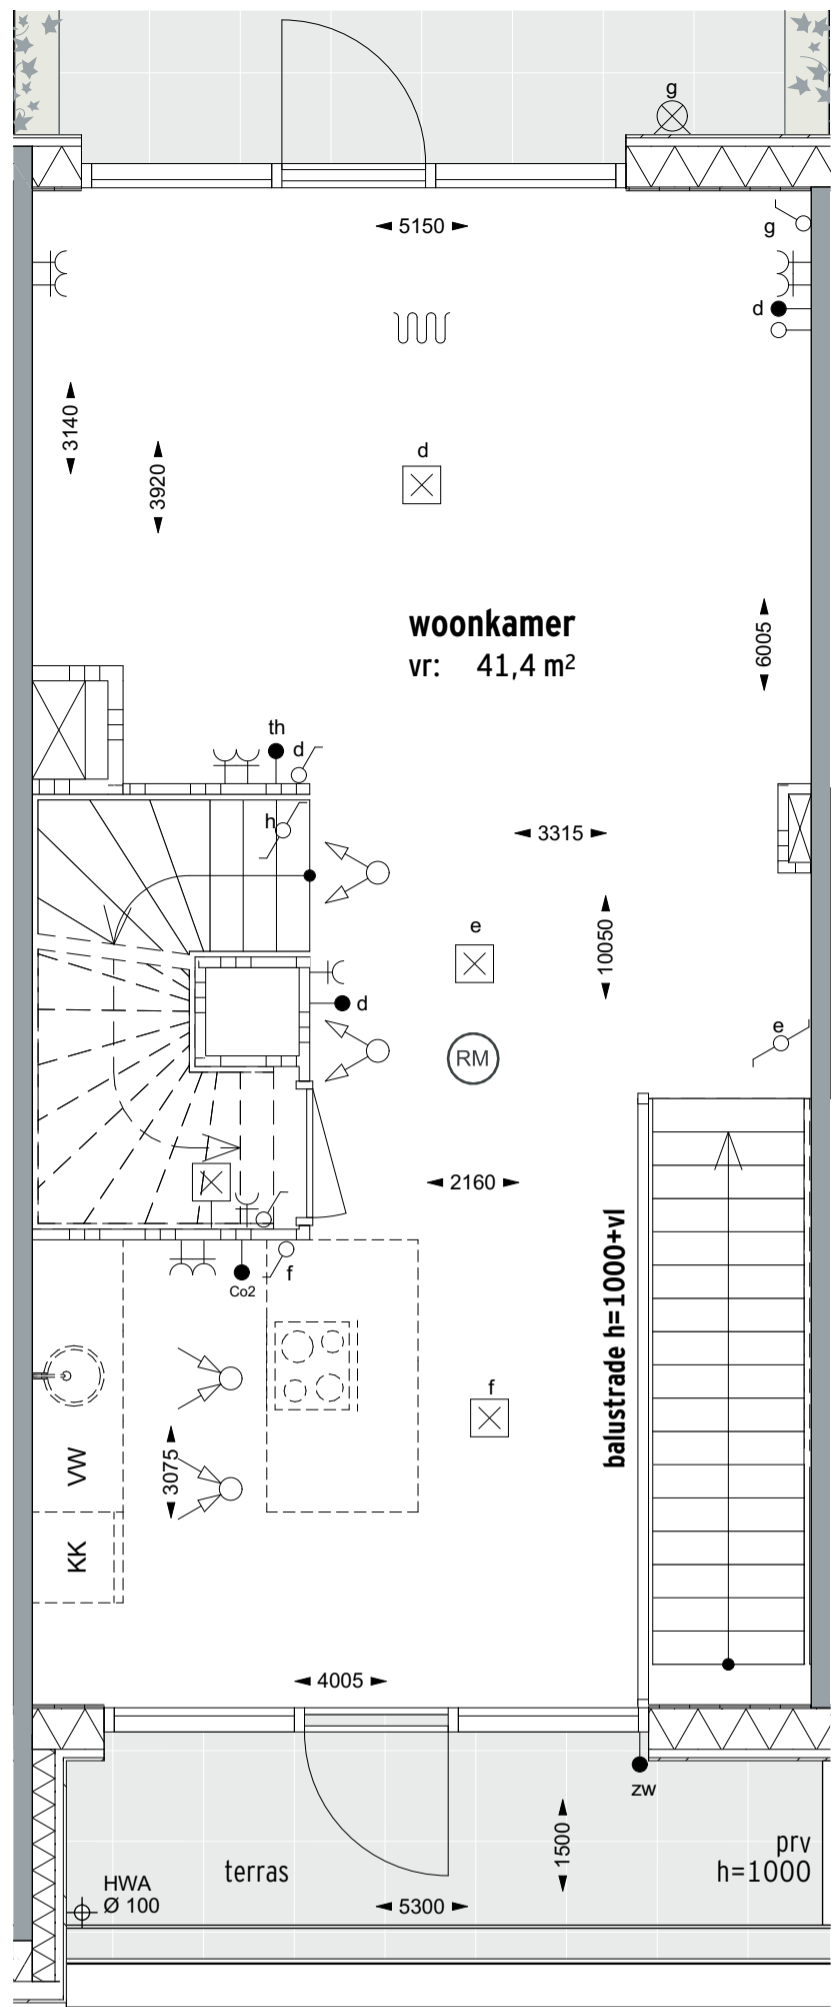 g
5150
g
d
3140
3920
d
woonkamer
vr: 41,4 m²
6005
th
d
h
3315
e
10050
d
e
RM
2160
balustrade h=1000+vl
f
Co2
f
VW
3075
KK
4005
zw
1500
prv
h=1000
terras
HWA
Ø 100
5300